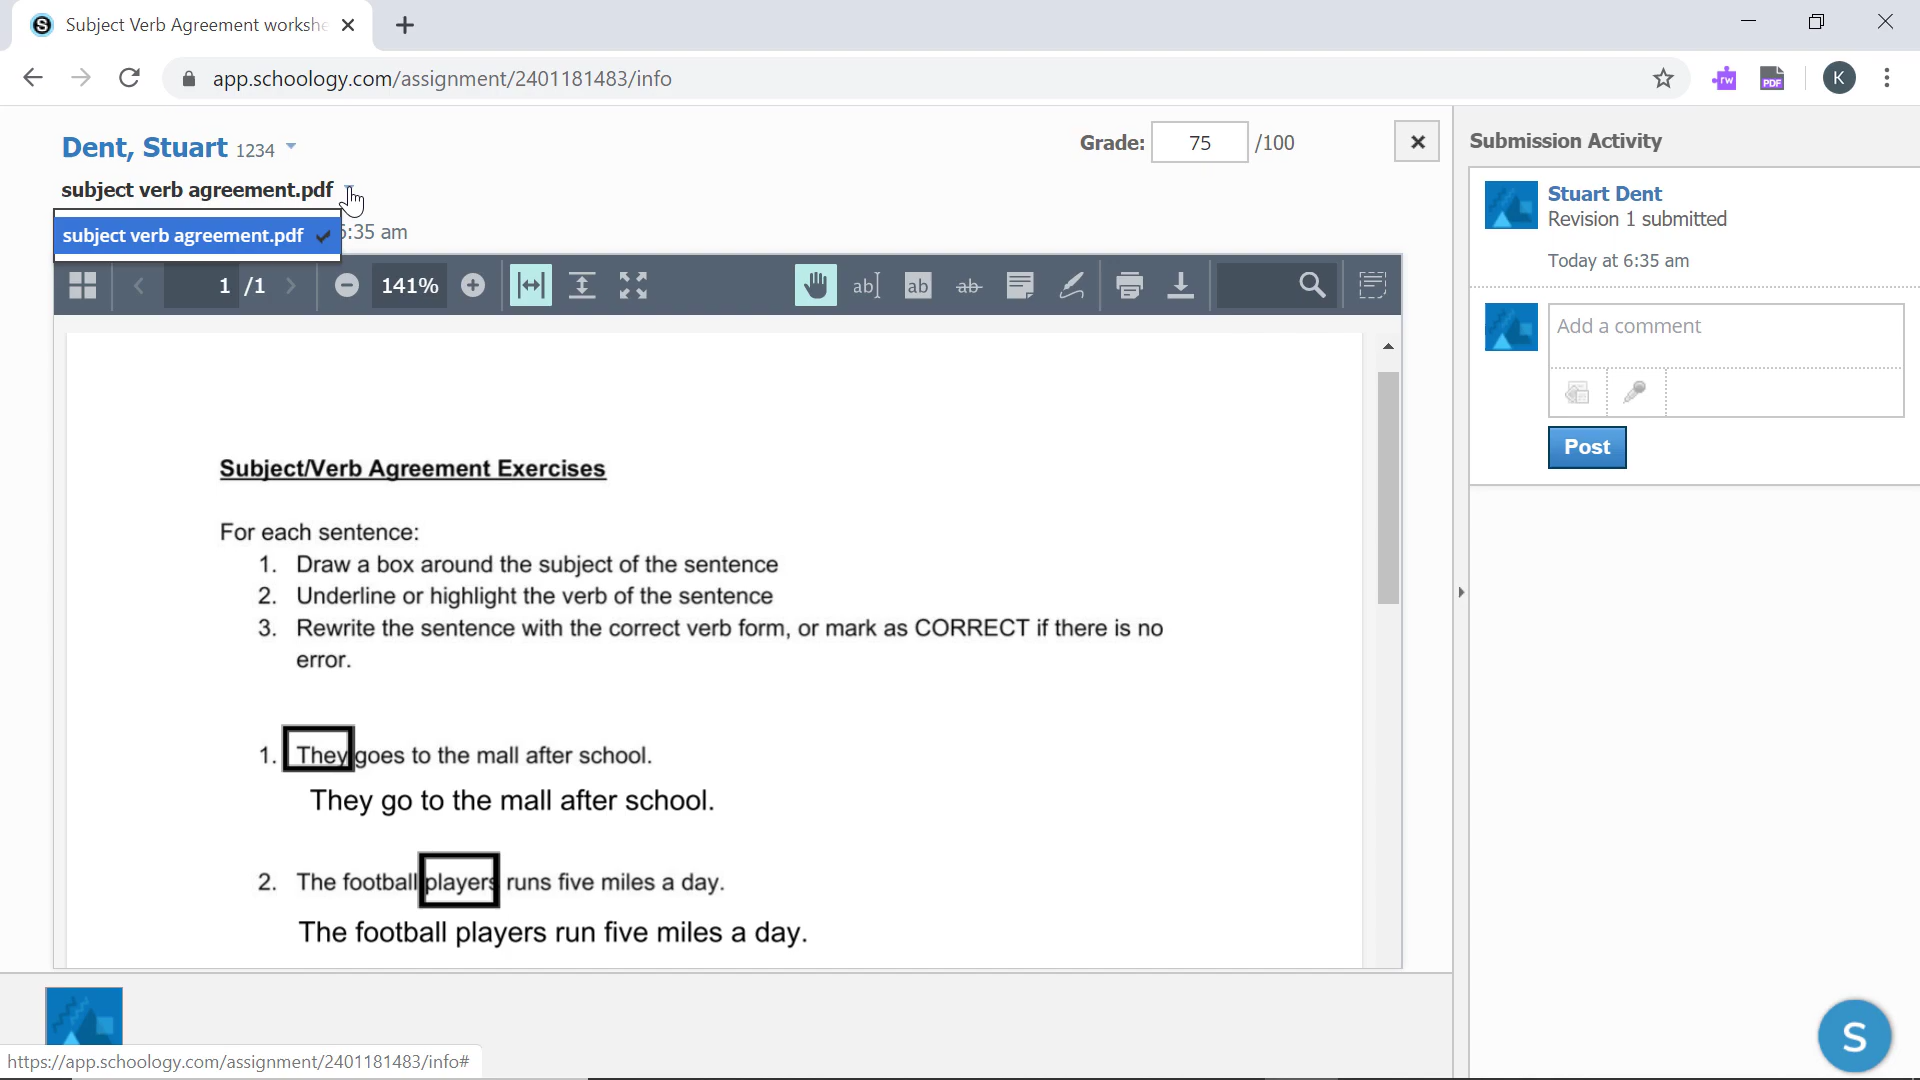 Subject Verb Agreement workshe
app.schoology.com/assignment/2401181483/info
rw
PDF
K
Dent, Stuart 1234
Grade: 75 /100
subject verb agreement.pdf
subject verb agreement.pdf
:35 am
1 /1
141%
ab
ab
ab
Subject/Verb Agreement Exercises
For each sentence:
1. Draw a box around the subject of the sentence
2. Underline or highlight the verb of the sentence
3. Rewrite the sentence with the correct verb form, or mark as CORRECT if there is no
error.
1. They goes to the mall after school.
They go to the mall after school.
2. The football players runs five miles a day.
The football players run five miles a day.
Submission Activity
Stuart Dent
Revision 1 submitted
Today at 6:35 am
Add a comment
Post
S
https://app.schoology.com/assignment/2401181483/info#